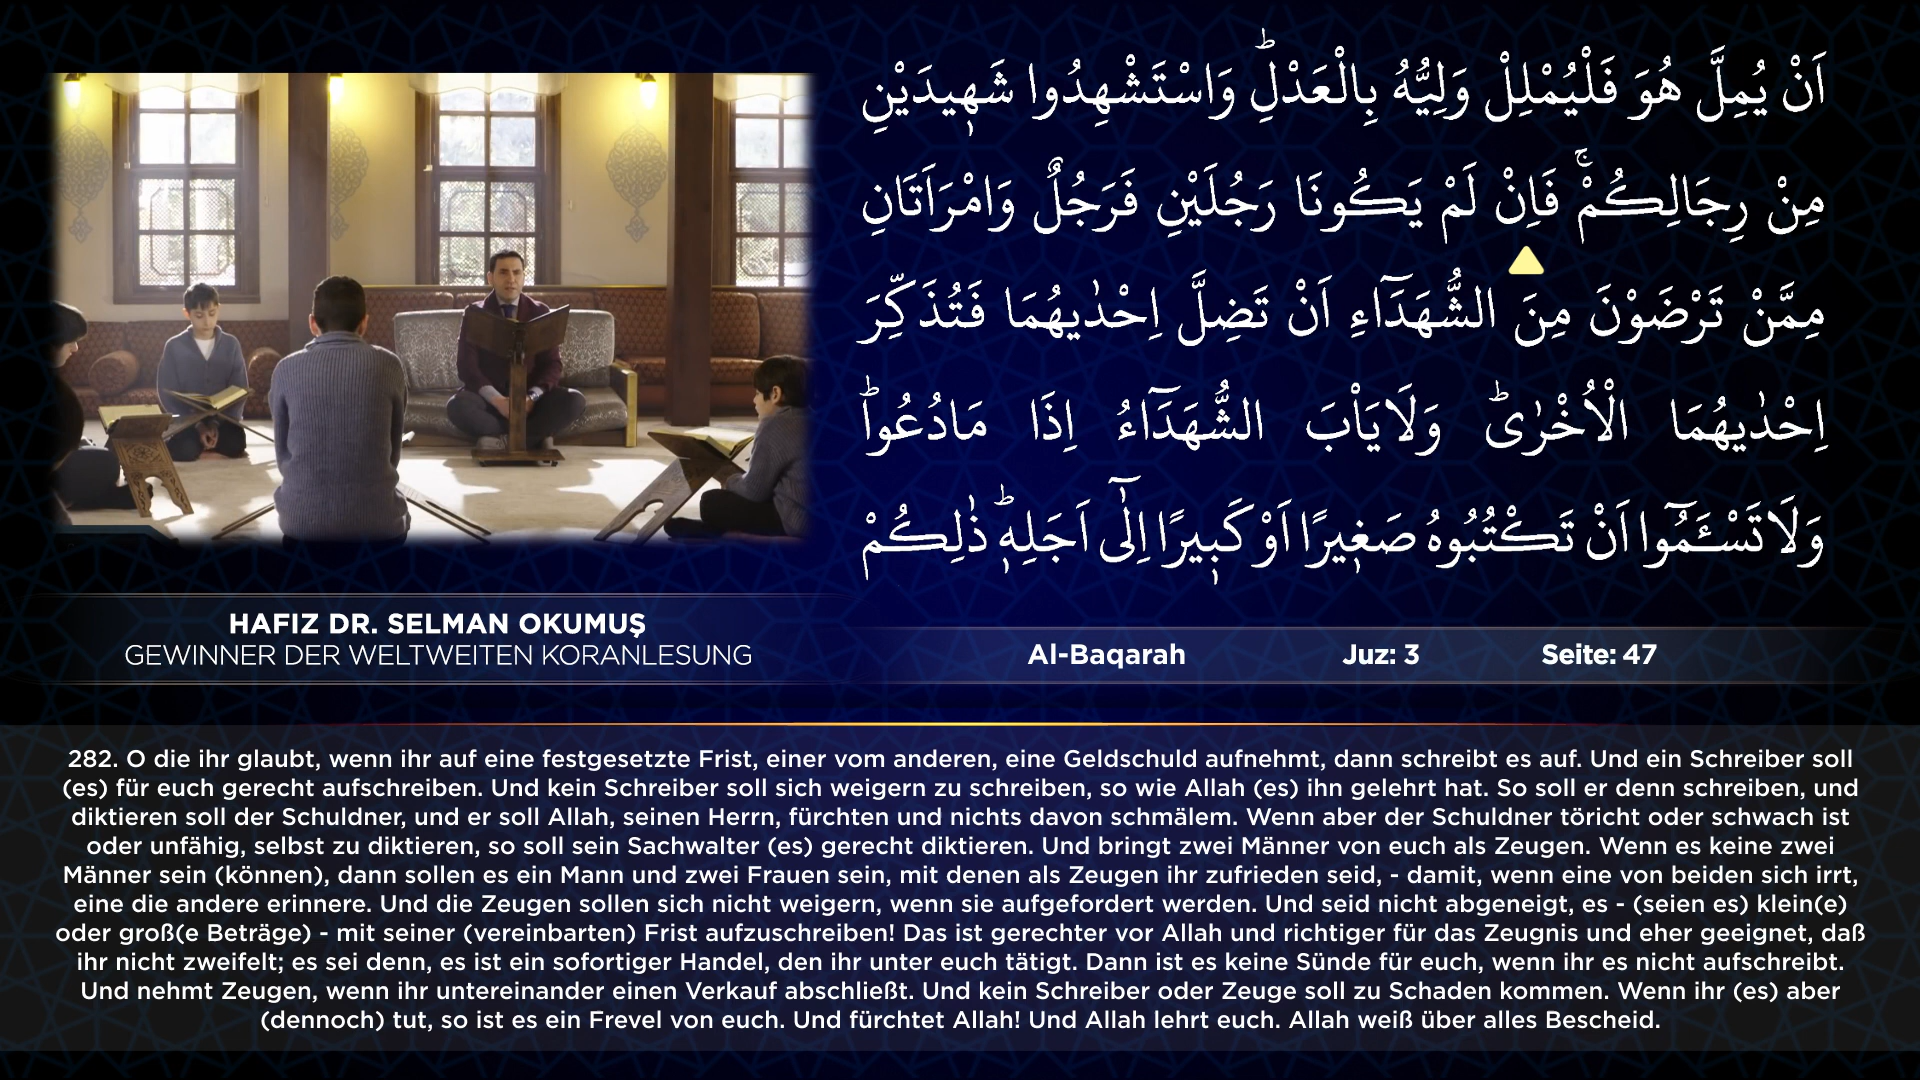 اَنْ يُمِلَّ هُوَ فَلْيُمْلِلْ وَلِيُّهُ بِالْعَدْلِۜ وَاسْتَشْهِدُوا شَه۪يدَيْنِ
مِنْ رِجَالِكُمْۚ فَاِنْ لَمْ يَكُونَا رَجُلَيْنِ فَرَجُلٌ وَامْرَاَتَانِ
مِمَّنْ تَرْضَوْنَ مِنَ الشُّهَدَٓاءِ اَنْ تَضِلَّ اِحْدٰيهُمَا فَتُذَكِّرَ
اِحْدٰيهُمَا الْاُخْرٰىۜ وَلَا يَاْبَ الشُّهَدَٓاءُ اِذَا مَا دُعُواۜ
وَلَا تَسْـَٔمُٓوا اَنْ تَكْتُبُوهُ صَغ۪يرًا اَوْ كَب۪يرًا اِلٰٓى اَجَلِه۪ۜ ذٰلِكُمْ
HAFIZ DR. SELMAN OKUMUŞ
GEWINNER DER WELTWEITEN KORANLESUNG
Al-Baqarah Juz: 3 Seite: 47
282. O die ihr glaubt, wenn ihr auf eine festgesetzte Frist, einer vom anderen, eine Geldschuld aufnehmt, dann schreibt es auf. Und ein Schreiber soll
(es) für euch gerecht aufschreiben. Und kein Schreiber soll sich weigern zu schreiben, so wie Allah (es) ihn gelehrt hat. So soll er denn schreiben, und
diktieren soll der Schuldner, und er soll Allah, seinen Herrn, fürchten und nichts davon schmälem. Wenn aber der Schuldner töricht oder schwach ist
oder unfähig, selbst zu diktieren, so soll sein Sachwalter (es) gerecht diktieren. Und bringt zwei Männer von euch als Zeugen. Wenn es keine zwei
Männer sein (können), dann sollen es ein Mann und zwei Frauen sein, mit denen als Zeugen ihr zufrieden seid, - damit, wenn eine von beiden sich irrt,
eine die andere erinnere. Und die Zeugen sollen sich nicht weigern, wenn sie aufgefordert werden. Und seid nicht abgeneigt, es - (seien es) klein(e)
oder groß(e Beträge) - mit seiner (vereinbarten) Frist aufzuschreiben! Das ist gerechter vor Allah und richtiger für das Zeugnis und eher geeignet, daß
ihr nicht zweifelt; es sei denn, es ist ein sofortiger Handel, den ihr unter euch tätigt. Dann ist es keine Sünde für euch, wenn ihr es nicht aufschreibt.
Und nehmt Zeugen, wenn ihr untereinander einen Verkauf abschließt. Und kein Schreiber oder Zeuge soll zu Schaden kommen. Wenn ihr (es) aber
(dennoch) tut, so ist es ein Frevel von euch. Und fürchtet Allah! Und Allah lehrt euch. Allah weiß über alles Bescheid.